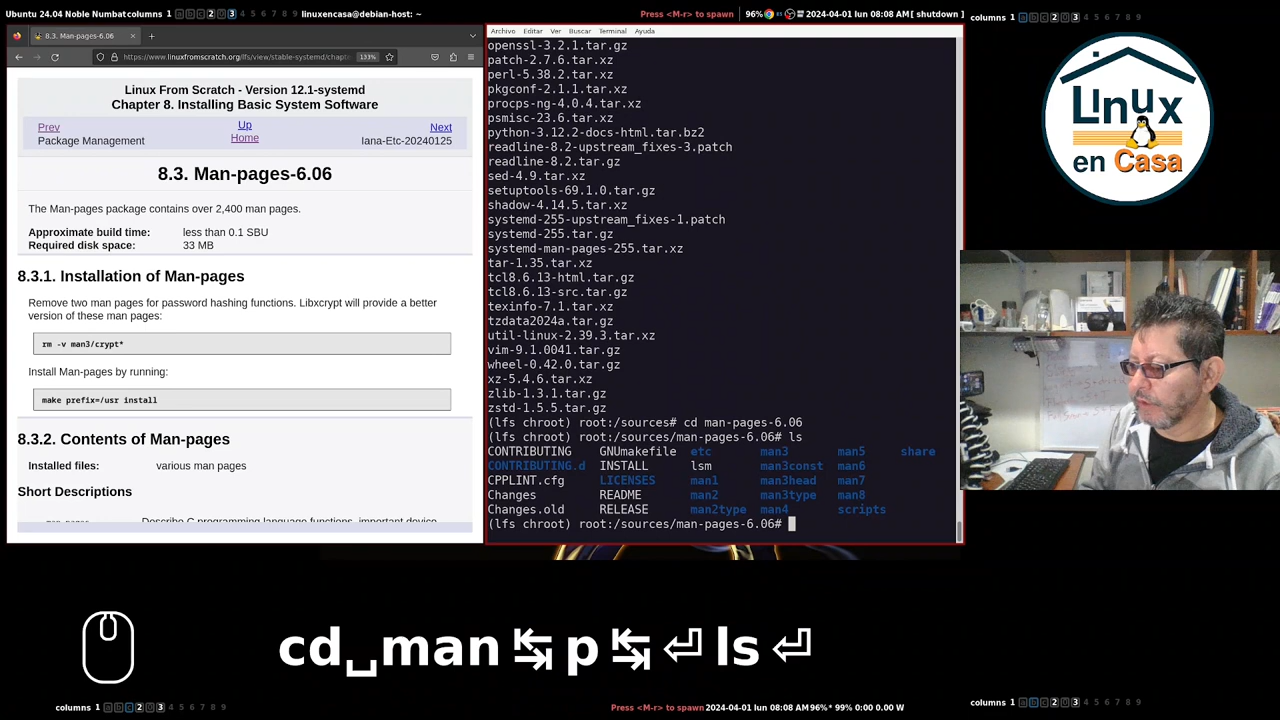 Ubuntu 24.04 Noble Numbat columns 1 a b c 2 0 3 4 5 6 7 8 9 linuxencasa@debian-host: ~
Press <M-r> to spawn 96% 2024-04-01 lun 08:08 AM [ shutdown ]
columns 1 a b c 2 0 3 4 5 6 7 8 9
8.3. Man-pages-6.06
https://www.linuxfromscratch.org/lfs/view/stable-systemd/chapt 133%
Linux From Scratch - Version 12.1-systemd
Chapter 8. Installing Basic System Software
Prev Up Next
Home
Package Management Iana-Etc-20240125
8.3. Man-pages-6.06
The Man-pages package contains over 2,400 man pages.
Approximate build time: less than 0.1 SBU
Required disk space: 33 MB
8.3.1. Installation of Man-pages
Remove two man pages for password hashing functions. Libxcrypt will provide a better
version of these man pages:
rm -v man3/crypt*
Install Man-pages by running:
make prefix=/usr install
8.3.2. Contents of Man-pages
Installed files: various man pages
Short Descriptions
man pages Describe C programming language functions, important device
Archivo Editar Ver Buscar Terminal Ayuda
openssl-3.2.1.tar.gz
patch-2.7.6.tar.xz
perl-5.38.2.tar.xz
pkgconf-2.1.1.tar.xz
procps-ng-4.0.4.tar.xz
psmisc-23.6.tar.xz
python-3.12.2-docs-html.tar.bz2
readline-8.2-upstream_fixes-3.patch
readline-8.2.tar.gz
sed-4.9.tar.xz
setuptools-69.1.0.tar.gz
shadow-4.14.5.tar.xz
systemd-255-upstream_fixes-1.patch
systemd-255.tar.gz
systemd-man-pages-255.tar.xz
tar-1.35.tar.xz
tcl8.6.13-html.tar.gz
tcl8.6.13-src.tar.gz
texinfo-7.1.tar.xz
tzdata2024a.tar.gz
util-linux-2.39.3.tar.xz
vim-9.1.0041.tar.gz
wheel-0.42.0.tar.gz
xz-5.4.6.tar.xz
zlib-1.3.1.tar.gz
zstd-1.5.5.tar.gz
(lfs chroot) root:/sources# cd man-pages-6.06
(lfs chroot) root:/sources/man-pages-6.06# ls
CONTRIBUTING GNUmakefile etc man3 man5 share
CONTRIBUTING.d INSTALL lsm man3const man6
CPPLINT.cfg LICENSES man1 man3head man7
Changes README man2 man3type man8
Changes.old RELEASE man2type man4 scripts
(lfs chroot) root:/sources/man-pages-6.06#
Linux
en Casa
cd␣man ↹ p ↹ ⏎ ls ⏎
columns 1 a b c 2 0 3 4 5 6 7 8 9
Press <M-r> to spawn 2024-04-01 lun 08:08 AM 96%* 99% 0:00 0.00 W
columns 1 a b c 2 0 3 4 5 6 7 8 9